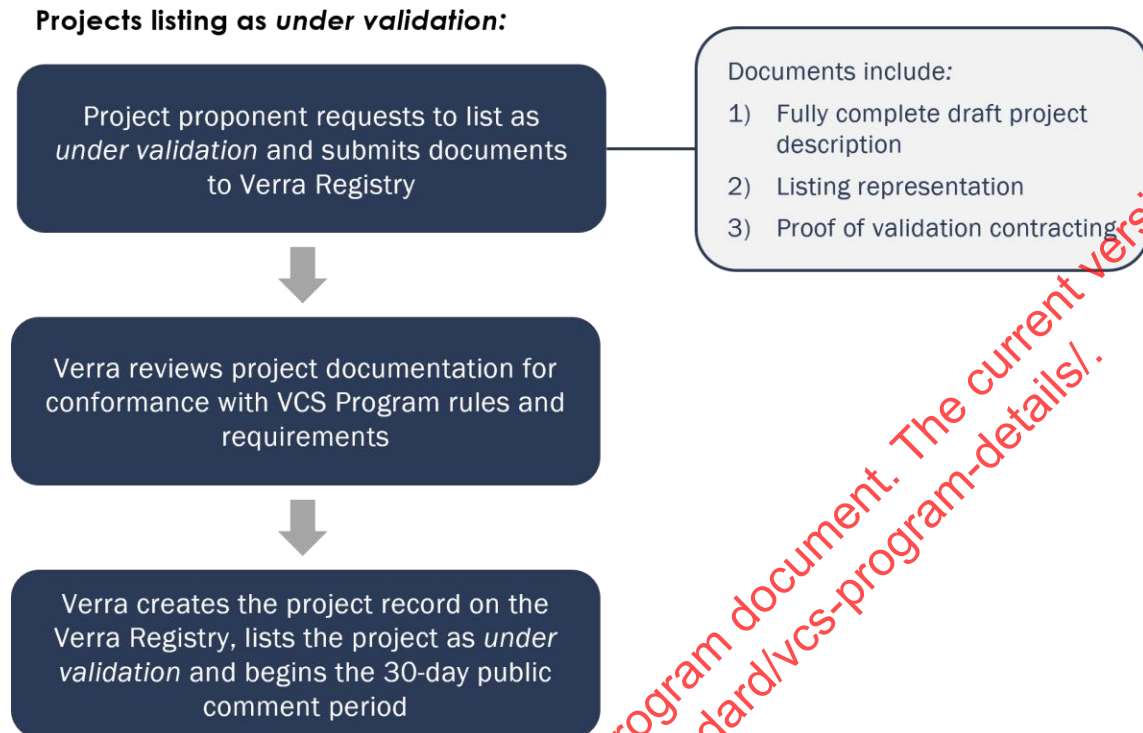 Projects listing as under validation:
Project proponent requests to list as
under validation and submits documents
to Verra Registry
Documents include:
1) Fully complete draft project
description
2) Listing representation
3) Proof of validation contracting
Verra reviews project documentation for
conformance with VCS Program rules and
requirements
Verra creates the project record on the
Verra Registry, lists the project as under
validation and begins the 30-day public
comment period
rogram document. The current versi
dard/vcs-program-details/.